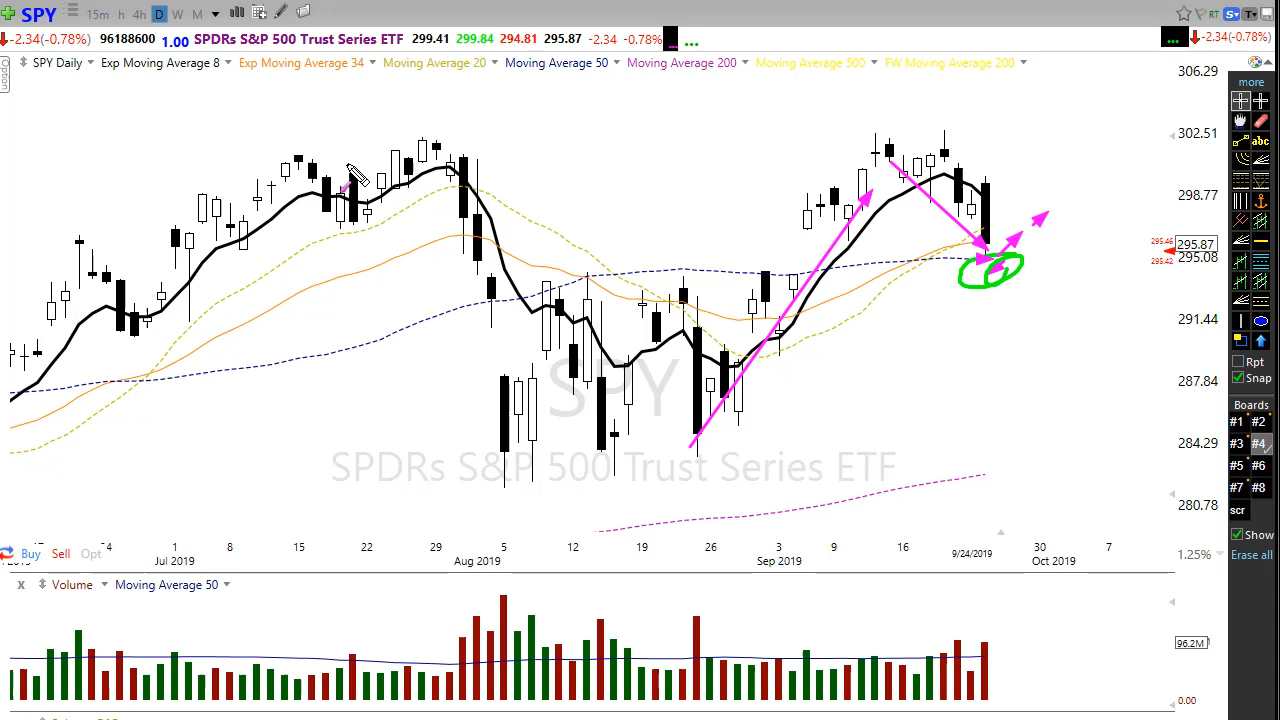 SPY 15m h 4h D W M RT S T
-2.34(-0.78%) 96188600 1.00 SPDRs S&P 500 Trust Series ETF 299.41 299.84 294.81 295.87 -2.34 -0.78% ... ... ... -2.34(-0.78%)
Option
SPY Daily Exp Moving Average 8 Exp Moving Average 34 Moving Average 20 Moving Average 50 Moving Average 200 Moving Average 500 FW Moving Average 200
306.29
302.51
298.77
295.46
295.87
295.08
295.42
291.44
287.84
284.29
280.78
SPY
SPDRs S&P 500 Trust Series ETF
1 8 15 22 29 5 12 19 26 3 9 16 9/24/2019 30 7
Jul 2019 Aug 2019 Sep 2019 Oct 2019
Buy Sell Opt
1.25%
X Volume Moving Average 50
96.2M
0.00
more
abc
Rpt
Snap
Boards
#1 #2
#3 #4
#5 #6
#7 #8
scr
Show
Erase all